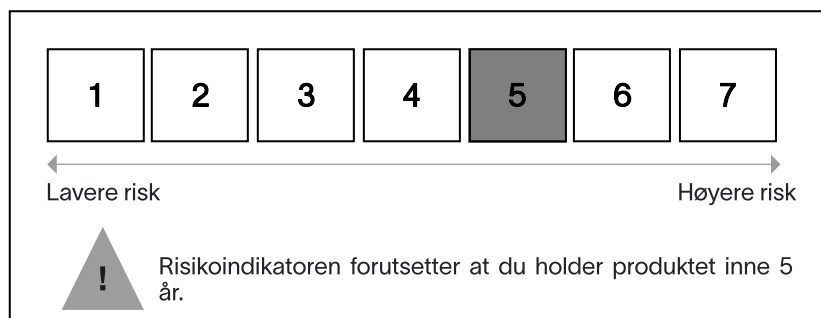 1 2 3 4 5 6 7
Lavere risk Høyere risk
! Risikoindikatoren forutsetter at du holder produktet inne 5
år.